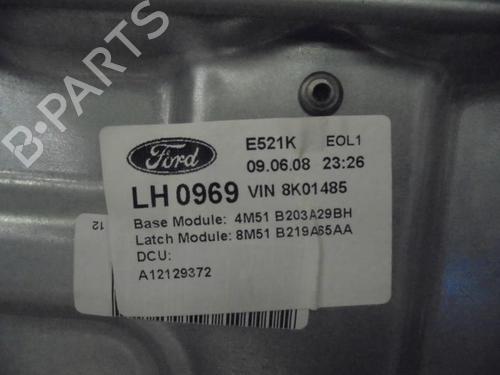 B-PARTS
Ford
E521K EOL1
09.06.08 23:26
LH 0969 VIN 8K01485
Base Module: 4M51 B203A29BH
Latch Module: 8M51 B219A65AA
DCU:
A12129372
12